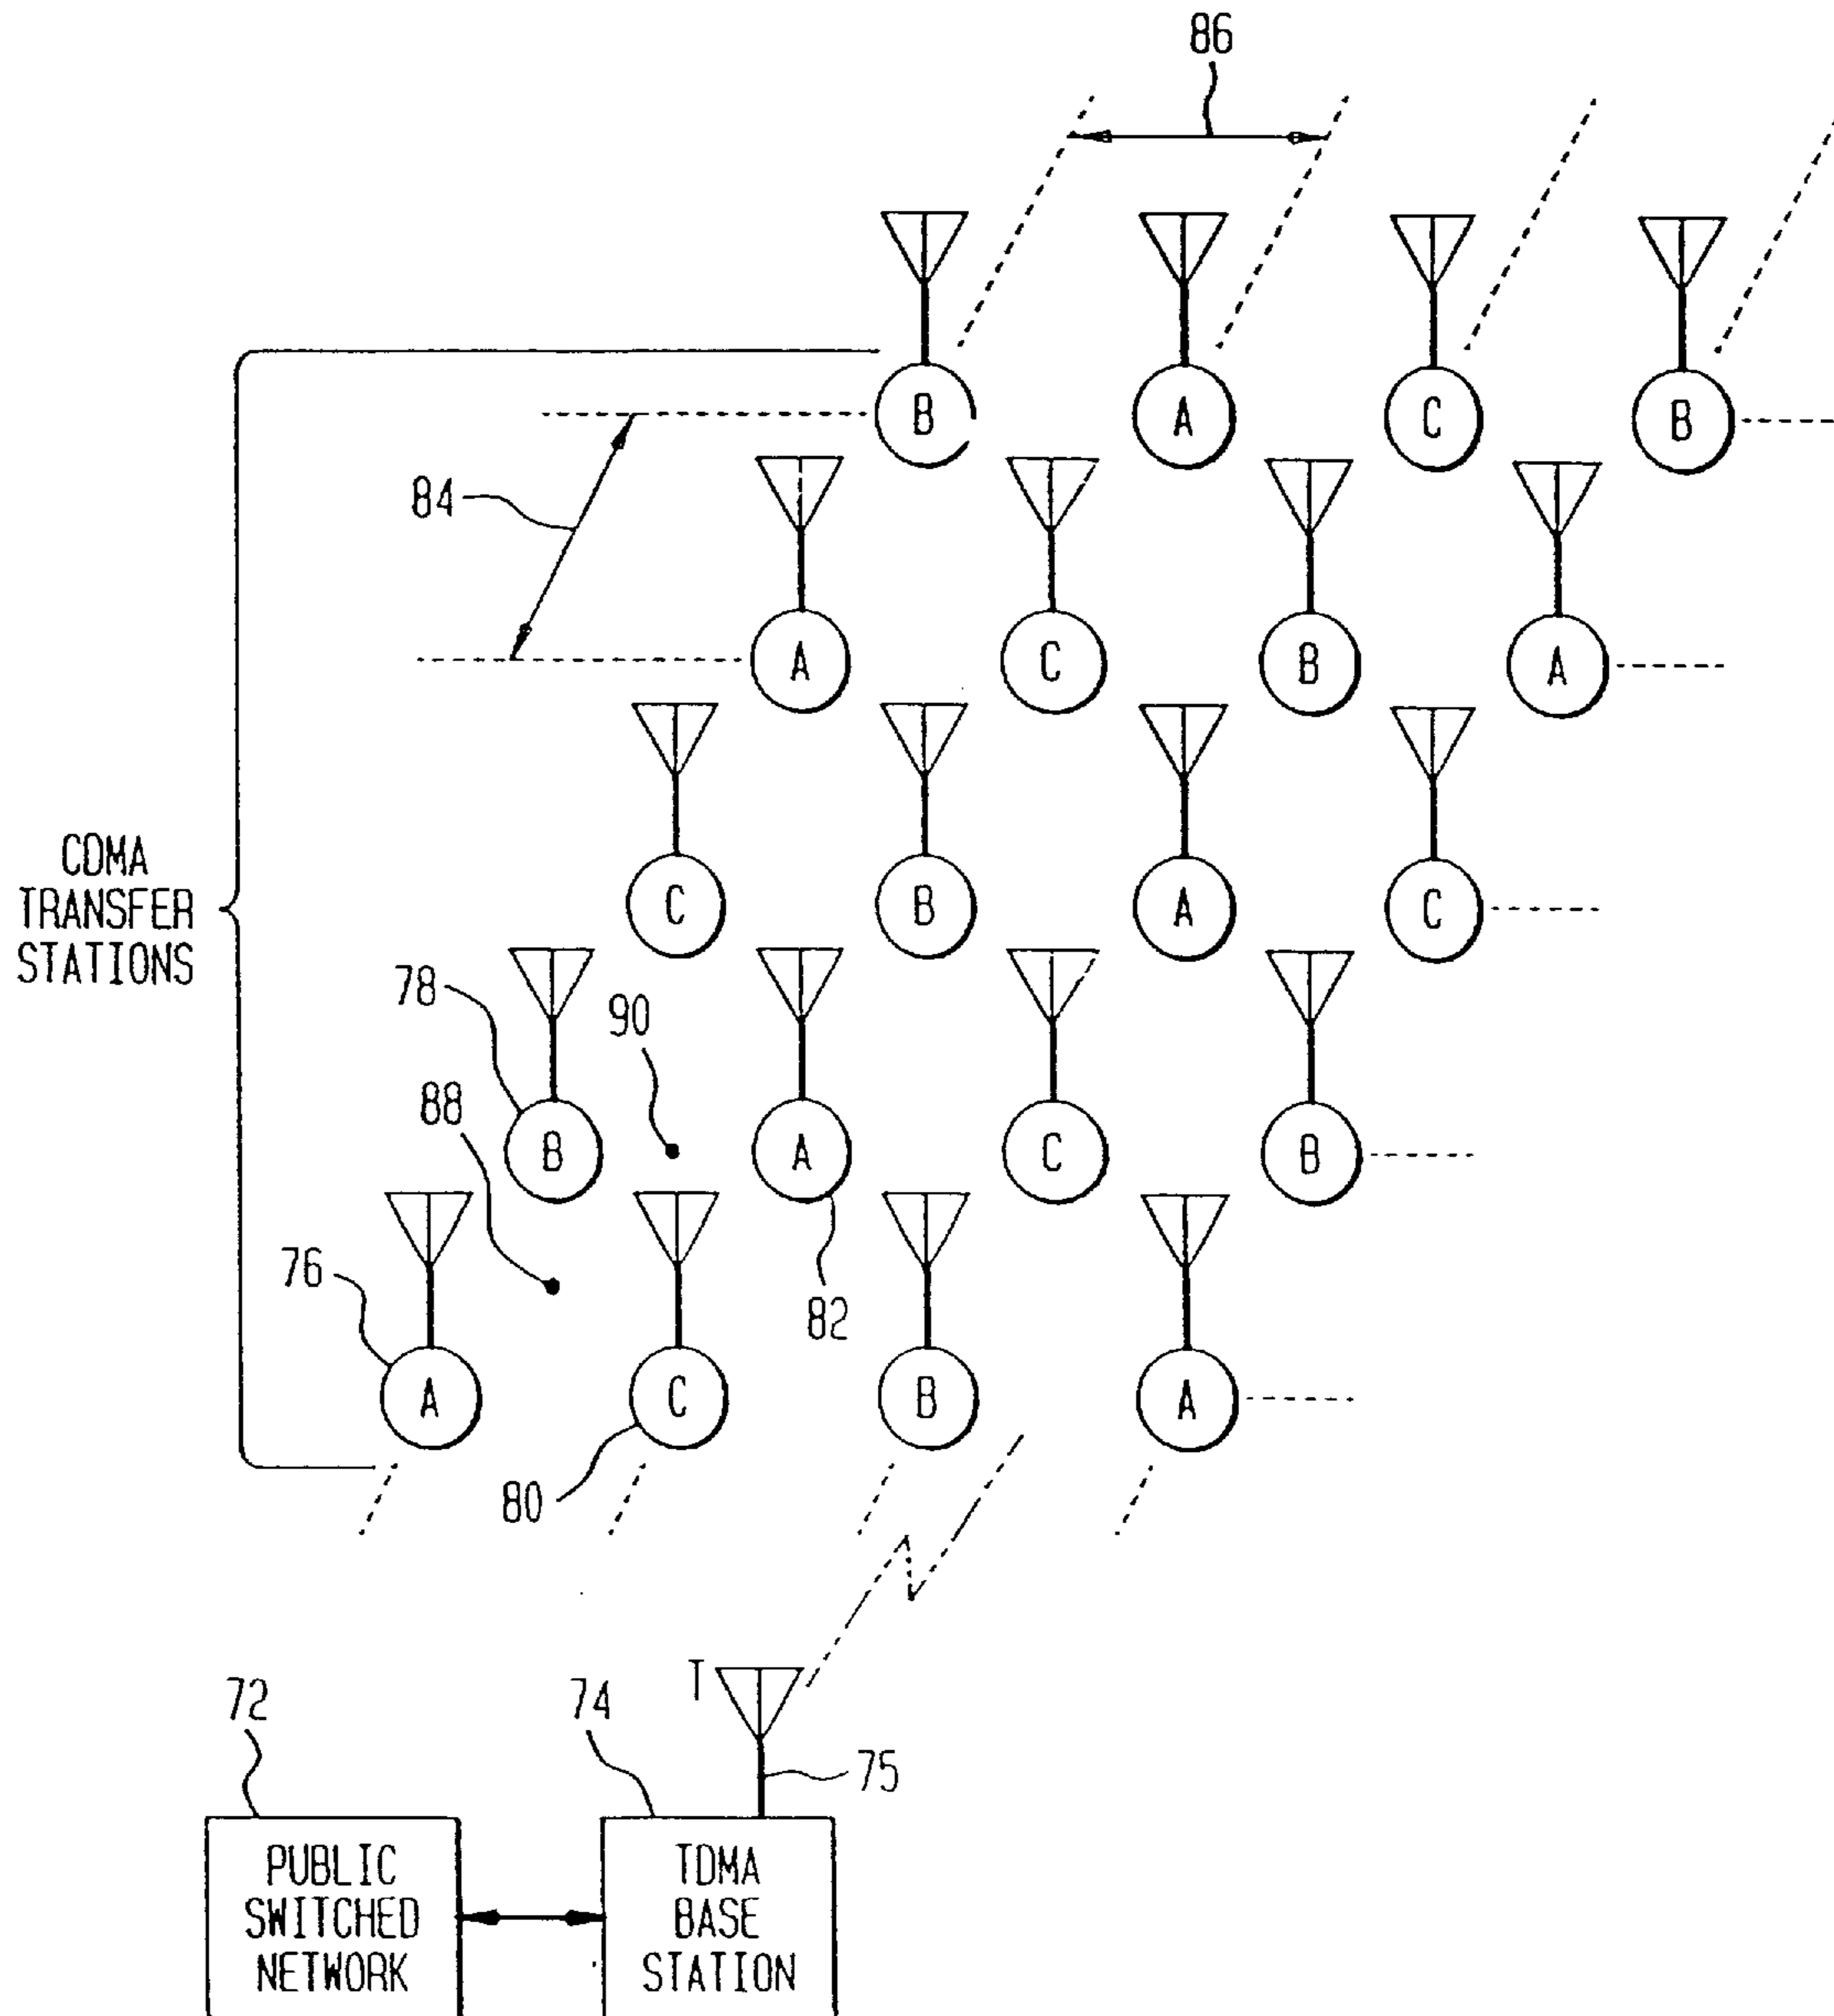 86
B A C B
84
A C B A
C B A C
CDMA
TRANSFER
STATIONS
78
90
88
B A C B
76
82
A C B A
80
T
72
74
75
PUBLIC
SWITCHED
NETWORK
TDMA
BASE
STATION